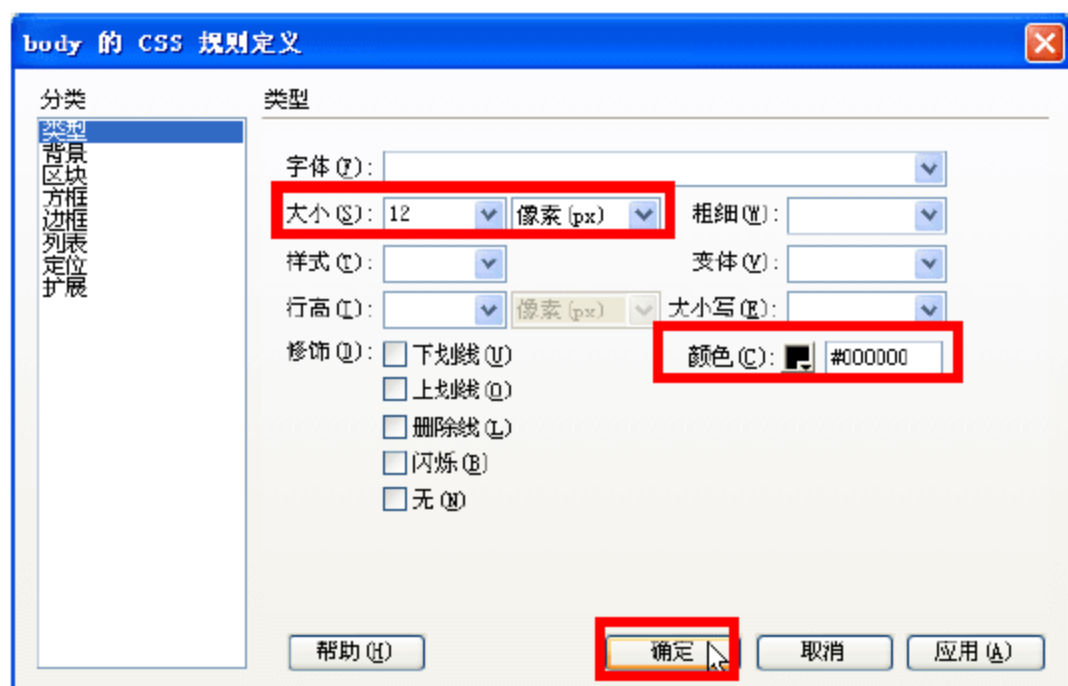 body 的 CSS 规则定义
分类
类型
背景
区块
方框
边框
列表
定位
扩展
类型
字体(F):
大小(S): 12 像素(px) 粗细(W):
样式(T): 变体(V):
行高(I): 像素(px) 大小写(R):
修饰(D): 下划线(U) 颜色(C): #000000
上划线(O)
删除线(L)
闪烁(B)
无(N)
帮助(H) 确定 取消 应用(A)